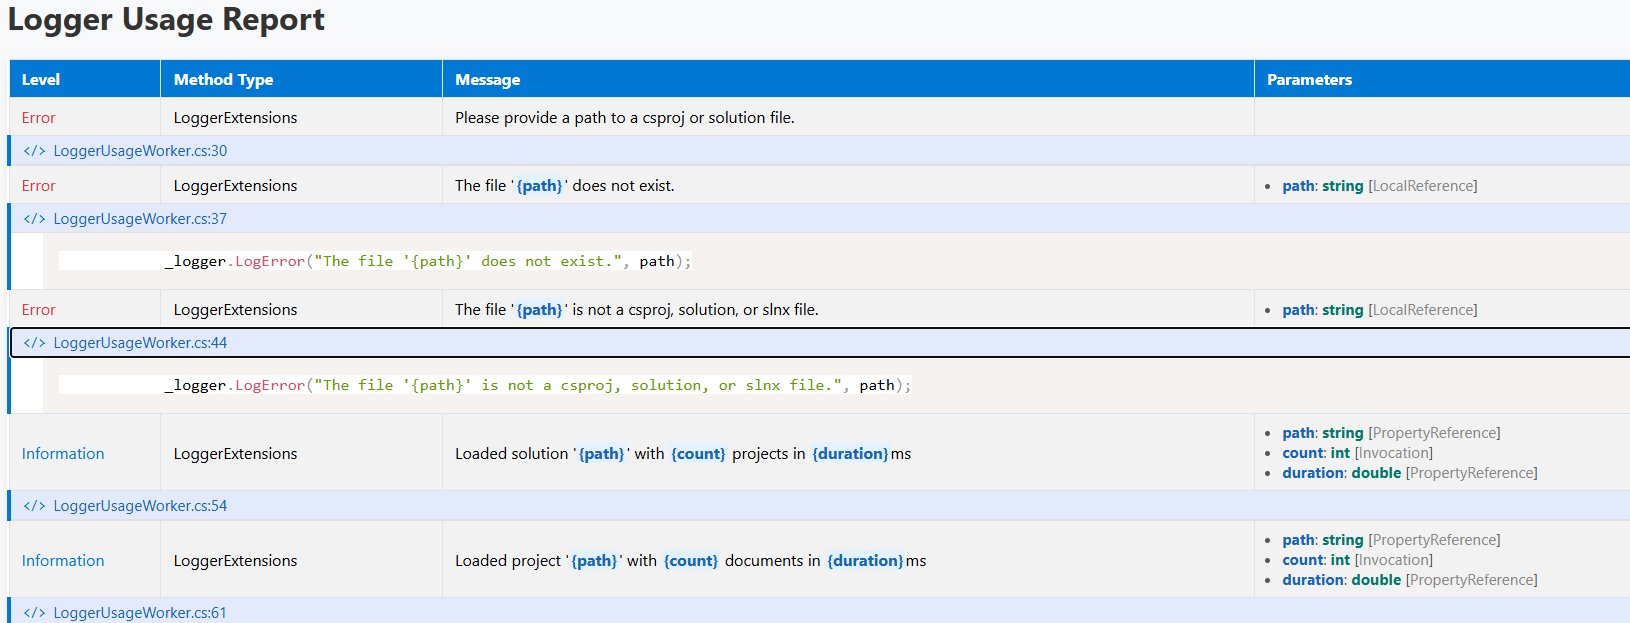 Logger Usage Report
Level Method Type Message Parameters
Error LoggerExtensions Please provide a path to a csproj or solution file.
</> LoggerUsageWorker.cs:30
Error LoggerExtensions The file '{path}' does not exist. • path: string [LocalReference]
</> LoggerUsageWorker.cs:37
_logger.LogError("The file '{path}' does not exist.", path);
Error LoggerExtensions The file '{path}' is not a csproj, solution, or slnx file. • path: string [LocalReference]
</> LoggerUsageWorker.cs:44
_logger.LogError("The file '{path}' is not a csproj, solution, or slnx file.", path);
Information LoggerExtensions Loaded solution '{path}' with {count} projects in {duration}ms
• path: string [PropertyReference]
• count: int [Invocation]
• duration: double [PropertyReference]
</> LoggerUsageWorker.cs:54
Information LoggerExtensions Loaded project '{path}' with {count} documents in {duration}ms
• path: string [PropertyReference]
• count: int [Invocation]
• duration: double [PropertyReference]
</> LoggerUsageWorker.cs:61